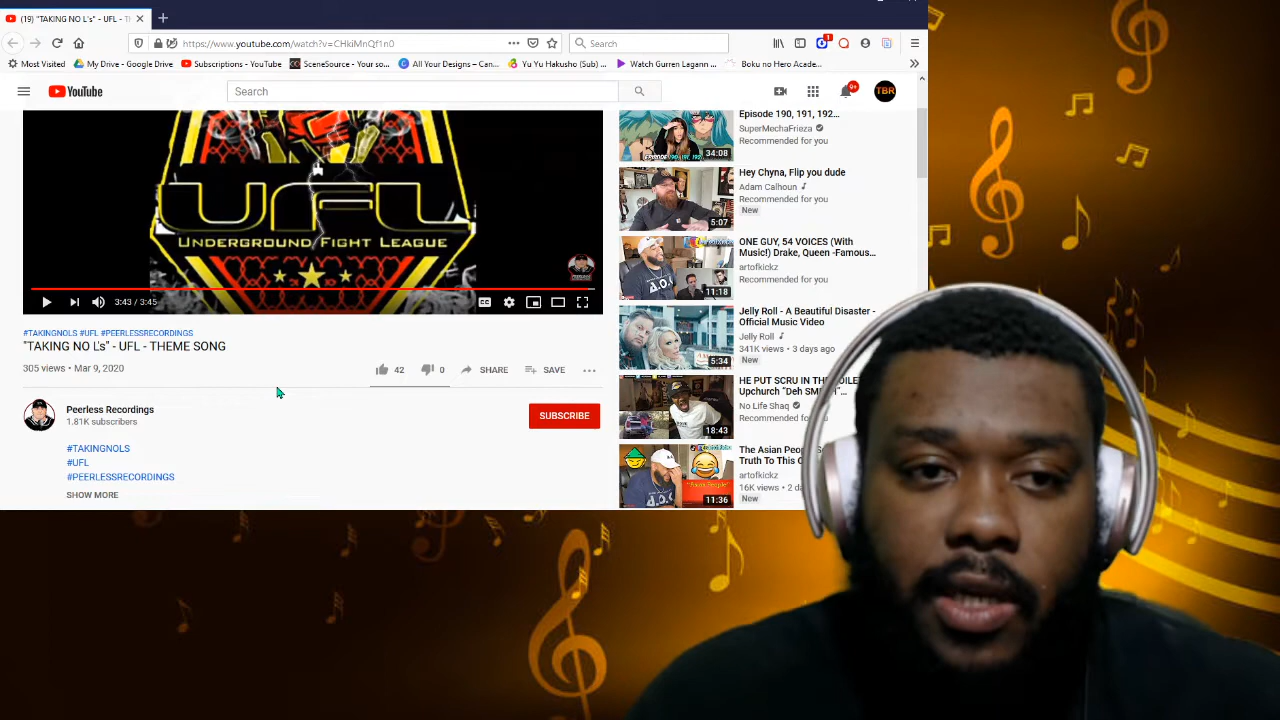 (19) "TAKING NO L's" - UFL - T
https://www.youtube.com/watch?v=CHkiMnQf1n0
Search
Most Visited
My Drive - Google Drive
Subscriptions - YouTube
SceneSource - Your so...
All Your Designs – Can...
Yu Yu Hakusho (Sub) ...
Watch Gurren Lagann ...
Boku no Hero Acade...
YouTube
Search
9+
TBR
UFL
UNDERGROUND FIGHT LEAGUE
3:43 / 3:45
CC
#TAKINGNOLS #UFL #PEERLESSRECORDINGS
"TAKING NO L's" - UFL - THEME SONG
305 views • Mar 9, 2020
42
0
SHARE
SAVE
Peerless Recordings
1.81K subscribers
SUBSCRIBE
#TAKINGNOLS
#UFL
#PEERLESSRECORDINGS
SHOW MORE
Episode 190, 191, 192...
SuperMechaFrieza
Recommended for you
34:08
Hey Chyna, Flip you dude
Adam Calhoun
Recommended for you
New
5:07
ONE GUY, 54 VOICES (With
Music!) Drake, Queen -Famous...
artofkickz
Recommended for you
11:18
Jelly Roll - A Beautiful Disaster -
Official Music Video
Jelly Roll
341K views • 3 days ago
New
5:34
HE PUT SCRU IN TH
Upchurch "Deh SM
No Life Shaq
Recommended
18:43
The Asian Peop
Truth To This C
artofkickz
16K views • 2 d
New
11:36